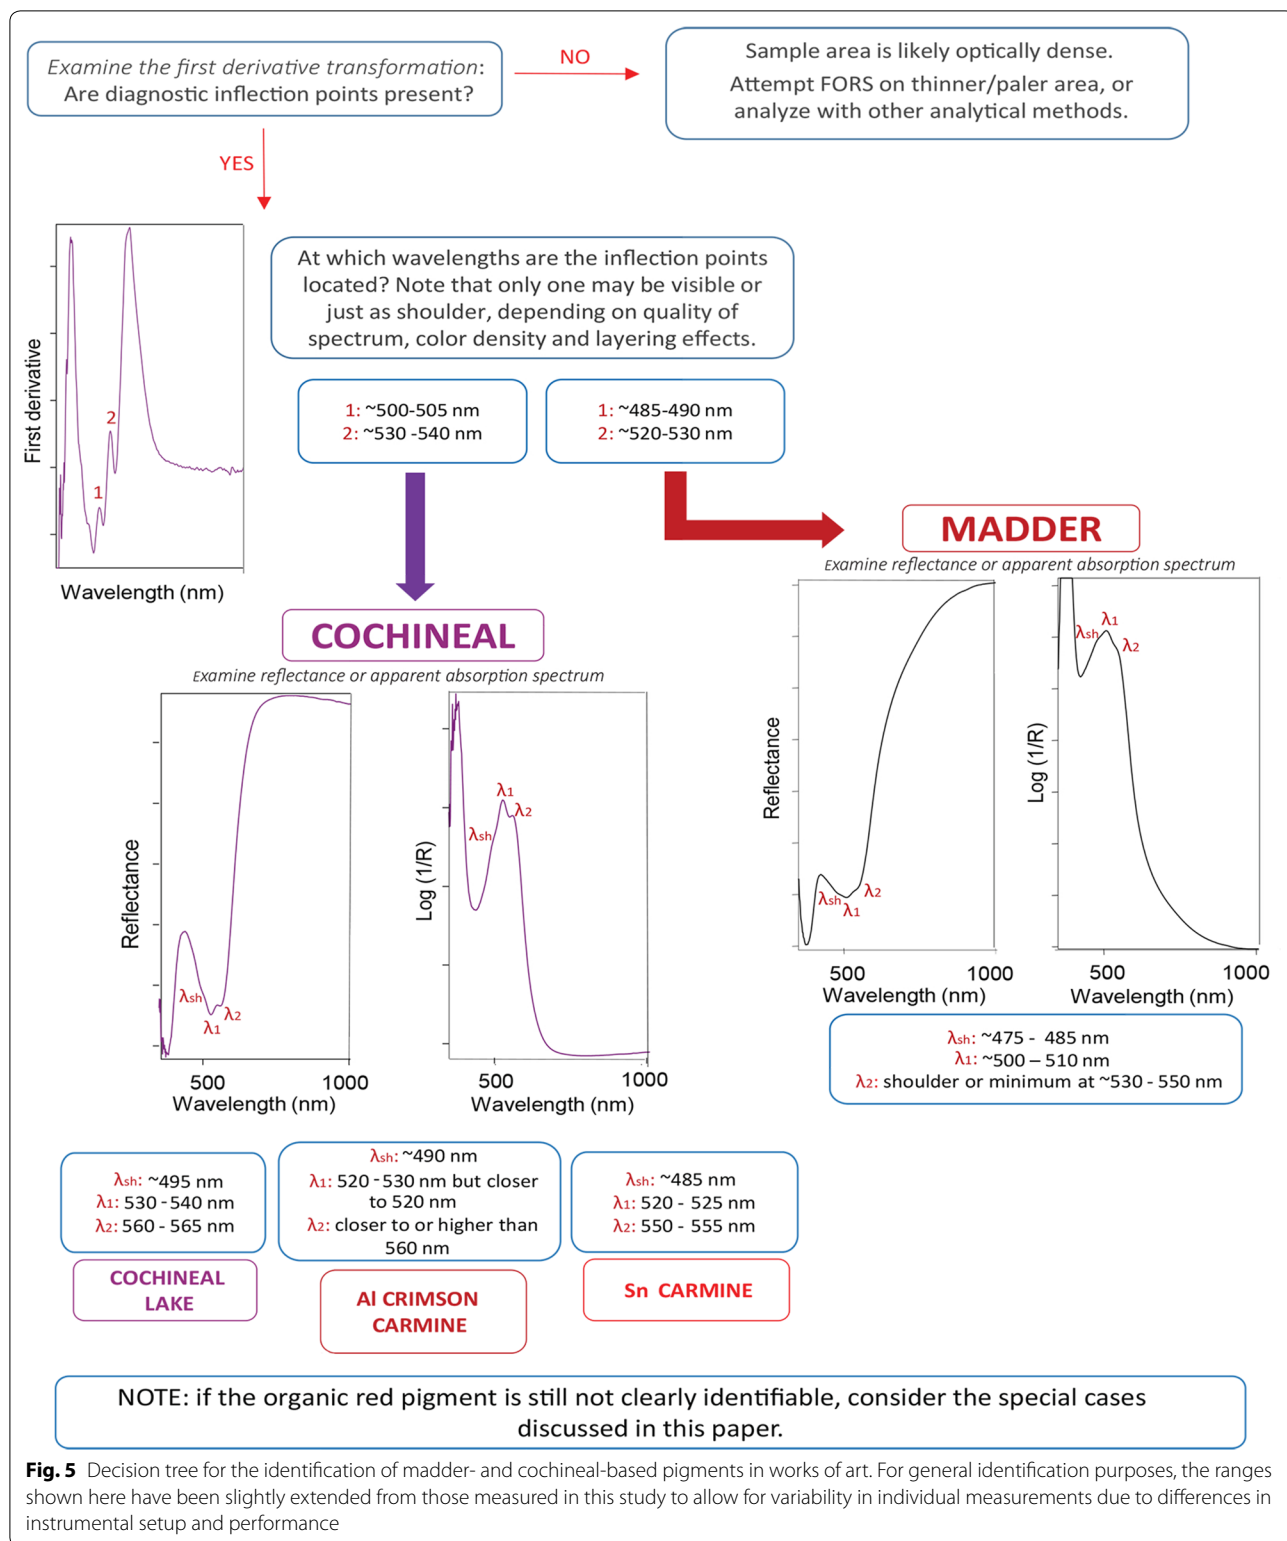 Examine the first derivative transformation:
Are diagnostic inflection points present?
NO
Sample area is likely optically dense.
Attempt FORS on thinner/paler area, or
analyze with other analytical methods.
YES
At which wavelengths are the inflection points
located? Note that only one may be visible or
just as shoulder, depending on quality of
spectrum, color density and layering effects.
First derivative
1
2
Wavelength (nm)
1: ~500-505 nm
2: ~530 -540 nm
1: ~485-490 nm
2: ~520-530 nm
MADDER
Examine reflectance or apparent absorption spectrum
Reflectance
λsh
λ1
λ2
500
1000
Wavelength (nm)
Log (1/R)
λsh
λ1
λ2
500
1000
Wavelength (nm)
λsh: ~475 - 485 nm
λ1: ~500 – 510 nm
λ2: shoulder or minimum at ~530 - 550 nm
COCHINEAL
Examine reflectance or apparent absorption spectrum
Reflectance
λsh
λ1
λ2
500
1000
Wavelength (nm)
Log (1/R)
λsh
λ1
λ2
500
1000
Wavelength (nm)
λsh: ~495 nm
λ1: 530 -540 nm
λ2: 560 - 565 nm
COCHINEAL
LAKE
λsh: ~490 nm
λ1: 520 -530 nm but closer
to 520 nm
λ2: closer to or higher than
560 nm
Al CRIMSON
CARMINE
λsh: ~485 nm
λ1: 520 - 525 nm
λ2: 550 - 555 nm
Sn CARMINE
NOTE: if the organic red pigment is still not clearly identifiable, consider the special cases
discussed in this paper.
Fig. 5 Decision tree for the identification of madder- and cochineal-based pigments in works of art. For general identification purposes, the ranges
shown here have been slightly extended from those measured in this study to allow for variability in individual measurements due to differences in
instrumental setup and performance